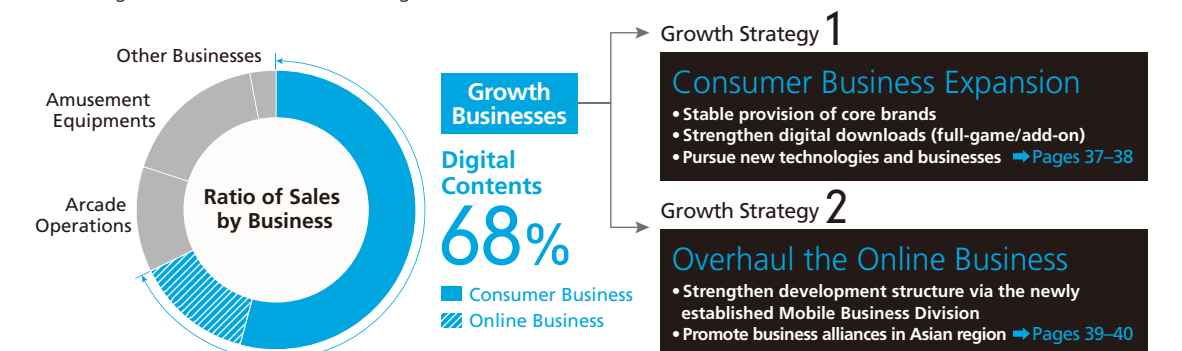 Other Businesses
Amusement
Equipments
Arcade
Operations
Ratio of Sales
by Business
Growth
Businesses
Digital
Contents
68%
Consumer Business
Online Business
Growth Strategy 1
Consumer Business Expansion
• Stable provision of core brands
• Strengthen digital downloads (full-game/add-on)
• Pursue new technologies and businesses ➡ Pages 37–38
Growth Strategy 2
Overhaul the Online Business
• Strengthen development structure via the newly
established Mobile Business Division
• Promote business alliances in Asian region ➡ Pages 39–40